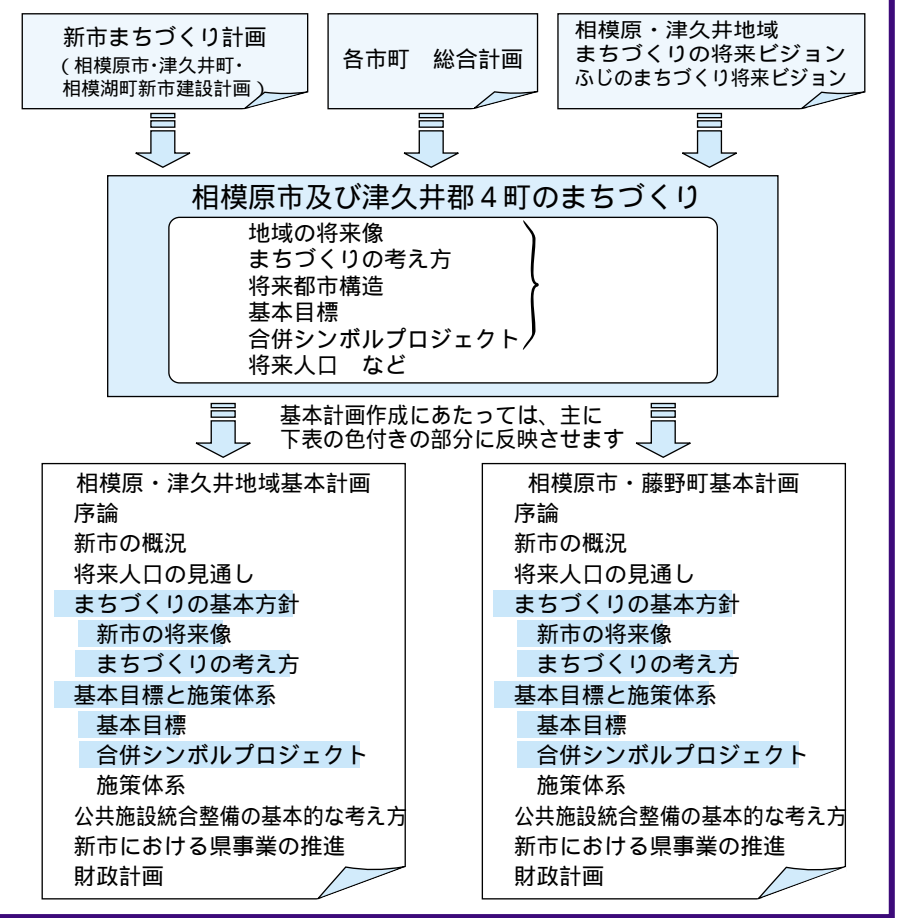 新市まちづくり計画
(相模原市・津久井町・
相模湖町新市建設計画)
各市町　総合計画
相模原・津久井地域
まちづくりの将来ビジョン
ふじのまちづくり将来ビジョン
相模原市及び津久井郡４町のまちづくり
地域の将来像
まちづくりの考え方
将来都市構造
基本目標
合併シンボルプロジェクト
将来人口　など
基本計画作成にあたっては、主に
下表の色付きの部分に反映させます
相模原・津久井地域基本計画
序論
新市の概況
将来人口の見通し
まちづくりの基本方針
新市の将来像
まちづくりの考え方
基本目標と施策体系
基本目標
合併シンボルプロジェクト
施策体系
公共施設統合整備の基本的な考え方
新市における県事業の推進
財政計画
相模原市・藤野町基本計画
序論
新市の概況
将来人口の見通し
まちづくりの基本方針
新市の将来像
まちづくりの考え方
基本目標と施策体系
基本目標
合併シンボルプロジェクト
施策体系
公共施設統合整備の基本的な考え方
新市における県事業の推進
財政計画